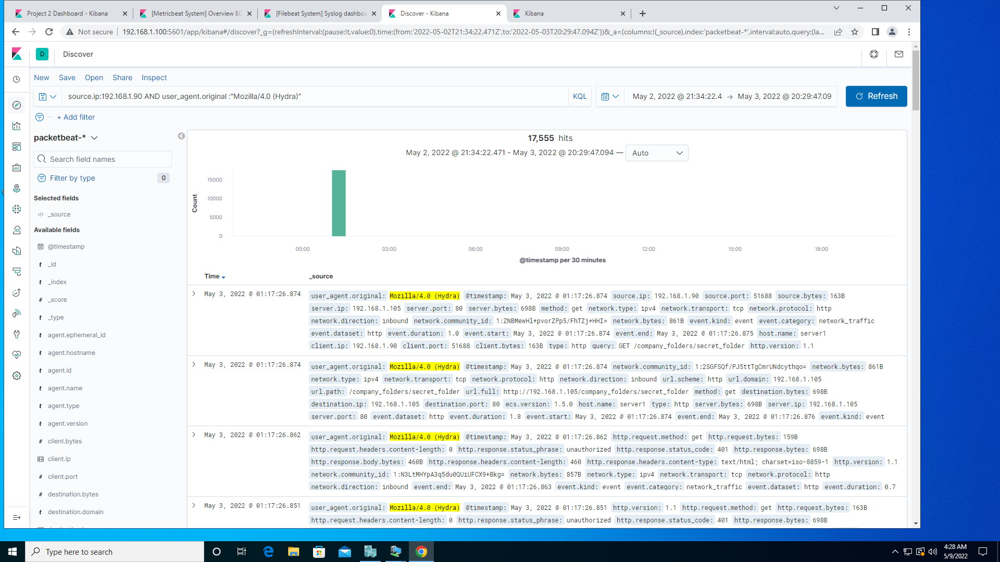 Project 2 Dashboard - Kibana
[Metricbeat System] Overview EC
[Filebeat System] Syslog dashboa
Discover - Kibana
Kibana
Not secure
192.168.1.100:5601/app/kibana#/discover?_g=(refreshInterval:(pause:!t,value:0),time:(from:'2022-05-02T21:34:22.471Z',to:'2022-05-03T20:29:47.094Z'))&_a=(columns:!(_source),index:'packetbeat-*',interval:auto,query:(la...
D
Discover
New Save Open Share Inspect
source.ip:192.168.1.90 AND user_agent.original :"Mozilla/4.0 (Hydra)"
KQL
May 2, 2022 @ 21:34:22.4 → May 3, 2022 @ 20:29:47.09
Refresh
+ Add filter
packetbeat-*
Search field names
Filter by type 0
Selected fields
_source
Available fields
@timestamp
t _id
t _index
# _score
t _type
t agent.ephemeral_id
t agent.hostname
t agent.id
t agent.name
t agent.type
t agent.version
# client.bytes
client.ip
# client.port
# destination.bytes
t destination.domain
17,555 hits
May 2, 2022 @ 21:34:22.471 - May 3, 2022 @ 20:29:47.094 — Auto
Count
15000
10000
5000
0
00:00 03:00 06:00 09:00 12:00 15:00 18:00
@timestamp per 30 minutes
Time _source
May 3, 2022 @ 01:17:26.874
user_agent.original: Mozilla/4.0 (Hydra) @timestamp: May 3, 2022 @ 01:17:26.874 source.ip: 192.168.1.90 source.port: 51688 source.bytes: 163B
server.ip: 192.168.1.105 server.port: 80 server.bytes: 698B method: get network.type: ipv4 network.transport: tcp network.protocol: http
network.direction: inbound network.community_id: 1:ZNBMewHl+pvorZPp5/FhTZj+HHI= network.bytes: 861B event.kind: event event.category: network_traffic
event.dataset: http event.duration: 1.0 event.start: May 3, 2022 @ 01:17:26.874 event.end: May 3, 2022 @ 01:17:26.875 host.name: server1
client.ip: 192.168.1.90 client.port: 51688 client.bytes: 163B type: http query: GET /company_folders/secret_folder http.version: 1.1
May 3, 2022 @ 01:17:26.874
user_agent.original: Mozilla/4.0 (Hydra) @timestamp: May 3, 2022 @ 01:17:26.874 network.community_id: 1:2SGFSQf/PJ5ttTgCmrUNdcythqo= network.bytes: 861B
network.type: ipv4 network.transport: tcp network.protocol: http network.direction: inbound url.scheme: http url.domain: 192.168.1.105
url.path: /company_folders/secret_folder url.full: http://192.168.1.105/company_folders/secret_folder method: get destination.bytes: 698B
destination.ip: 192.168.1.105 destination.port: 80 ecs.version: 1.5.0 host.name: server1 type: http server.bytes: 698B server.ip: 192.168.1.105
server.port: 80 event.dataset: http event.duration: 1.8 event.start: May 3, 2022 @ 01:17:26.874 event.end: May 3, 2022 @ 01:17:26.876 event.kind: event
May 3, 2022 @ 01:17:26.862
user_agent.original: Mozilla/4.0 (Hydra) @timestamp: May 3, 2022 @ 01:17:26.862 http.request.method: get http.request.bytes: 159B
http.request.headers.content-length: 0 http.response.status_phrase: unauthorized http.response.status_code: 401 http.response.bytes: 698B
http.response.body.bytes: 460B http.response.headers.content-length: 460 http.response.headers.content-type: text/html; charset=iso-8859-1 http.version: 1.1
network.community_id: 1:N3LtMHYpA3q5du0QUiUFCX9+Bkg= network.bytes: 857B network.type: ipv4 network.transport: tcp network.protocol: http
network.direction: inbound event.end: May 3, 2022 @ 01:17:26.863 event.kind: event event.category: network_traffic event.dataset: http event.duration: 0.7
May 3, 2022 @ 01:17:26.851
user_agent.original: Mozilla/4.0 (Hydra) @timestamp: May 3, 2022 @ 01:17:26.851 http.version: 1.1 http.request.method: get http.request.bytes: 163B
http.request.headers.content-length: 0 http.response.status_phrase: unauthorized http.response.status_code: 401 http.response.bytes: 698B
Type here to search
4:28 AM
5/9/2022